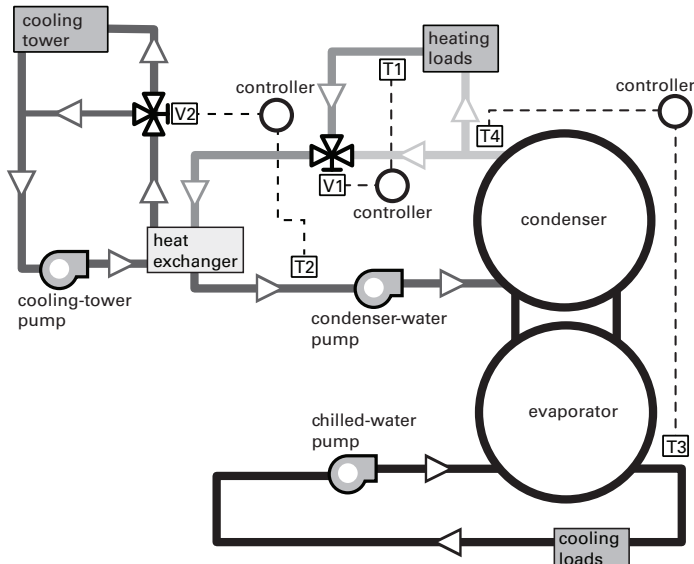 cooling
tower
heating
loads
T1
controller
controller
V2
T4
V1
controller
condenser
heat
exchanger
T2
cooling-tower
pump
condenser-water
pump
evaporator
chilled-water
pump
T3
cooling
loads